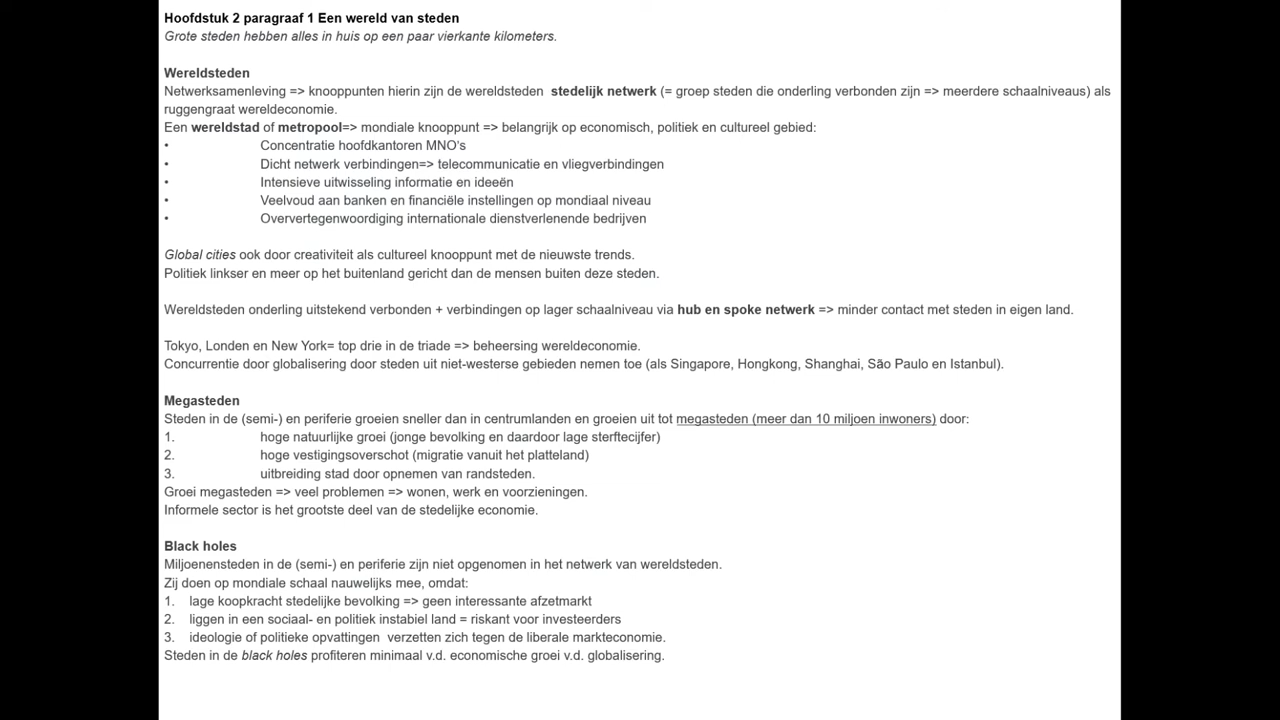 Hoofdstuk 2 paragraaf 1 Een wereld van steden
Grote steden hebben alles in huis op een paar vierkante kilometers.
Wereldsteden
Netwerksamenleving => knooppunten hierin zijn de wereldsteden stedelijk netwerk (= groep steden die onderling verbonden zijn => meerdere schaalniveaus) als
ruggengraat wereldeconomie.
Een wereldstad of metropool=> mondiale knooppunt => belangrijk op economisch, politiek en cultureel gebied:
• Concentratie hoofdkantoren MNO's
• Dicht netwerk verbindingen=> telecommunicatie en vliegverbindingen
• Intensieve uitwisseling informatie en ideeën
• Veelvoud aan banken en financiële instellingen op mondiaal niveau
• Oververtegenwoordiging internationale dienstverlenende bedrijven
Global cities ook door creativiteit als cultureel knooppunt met de nieuwste trends.
Politiek linkser en meer op het buitenland gericht dan de mensen buiten deze steden.
Wereldsteden onderling uitstekend verbonden + verbindingen op lager schaalniveau via hub en spoke netwerk => minder contact met steden in eigen land.
Tokyo, Londen en New York= top drie in de triade => beheersing wereldeconomie.
Concurrentie door globalisering door steden uit niet-westerse gebieden nemen toe (als Singapore, Hongkong, Shanghai, São Paulo en Istanbul).
Megasteden
Steden in de (semi-) en periferie groeien sneller dan in centrumlanden en groeien uit tot megasteden (meer dan 10 miljoen inwoners) door:
1. hoge natuurlijke groei (jonge bevolking en daardoor lage sterftecijfer)
2. hoge vestigingsoverschot (migratie vanuit het platteland)
3. uitbreiding stad door opnemen van randsteden.
Groei megasteden => veel problemen => wonen, werk en voorzieningen.
Informele sector is het grootste deel van de stedelijke economie.
Black holes
Miljoenensteden in de (semi-) en periferie zijn niet opgenomen in het netwerk van wereldsteden.
Zij doen op mondiale schaal nauwelijks mee, omdat:
1. lage koopkracht stedelijke bevolking => geen interessante afzetmarkt
2. liggen in een sociaal- en politiek instabiel land = riskant voor investeerders
3. ideologie of politieke opvattingen verzetten zich tegen de liberale markteconomie.
Steden in de black holes profiteren minimaal v.d. economische groei v.d. globalisering.